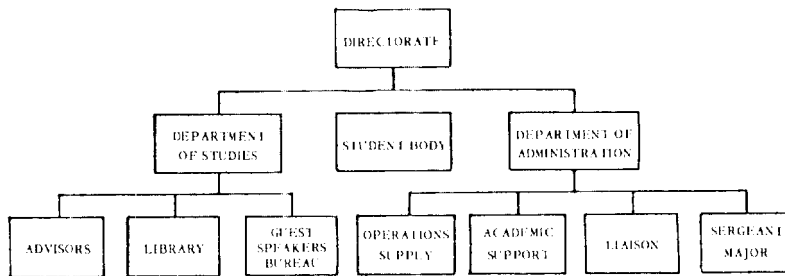 DIRECTORATE
DEPARTMENT
OF STUDIES
STUDENT BODY
DEPARTMENT OF
ADMINISTRATION
ADVISORS
LIBRARY
GUEST
SPEAKERS
BUREAU
OPERATIONS
SUPPLY
ACADEMIC
SUPPORT
LIAISON
SERGEANT
MAJOR